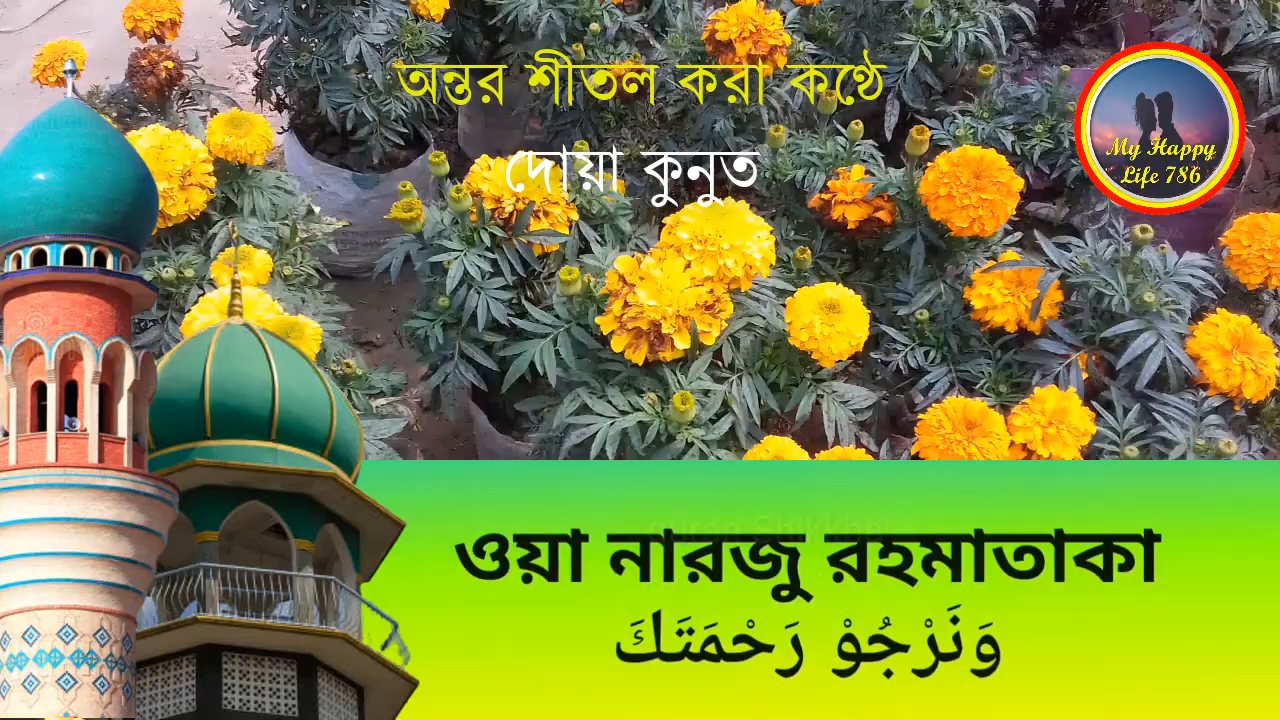 অন্তর শীতল করা কণ্ঠে
দোয়া কুনুত
My Happy
Life 786
ওয়া নারজু রহমাতাকা
وَنَرْجُوْ رَحْمَتَكَ